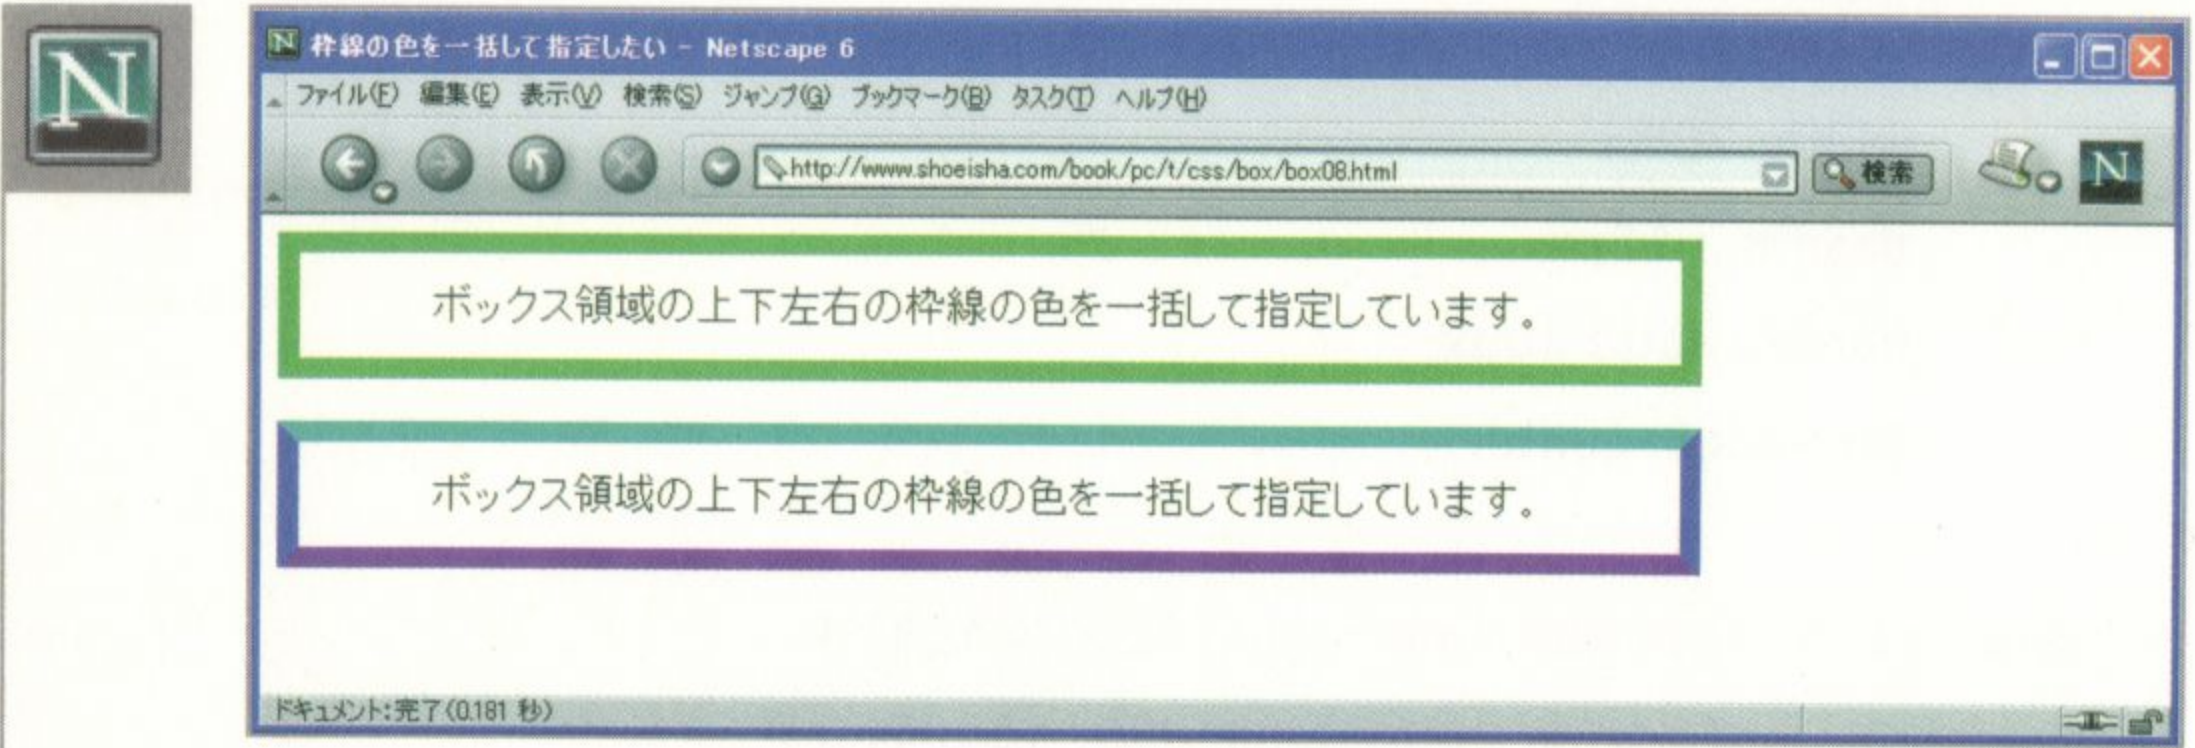 N
枠線の色を一括して指定したい - Netscape 6
ファイル(F) 編集(E) 表示(V) 検索(S) ジャンプ(G) ブックマーク(B) タスク(T) ヘルプ(H)
http://www.shoeisha.com/book/pc/t/css/box/box08.html 検索 N
ボックス領域の上下左右の枠線の色を一括して指定しています。
ボックス領域の上下左右の枠線の色を一括して指定しています。
ドキュメント:完了(0.181 秒)